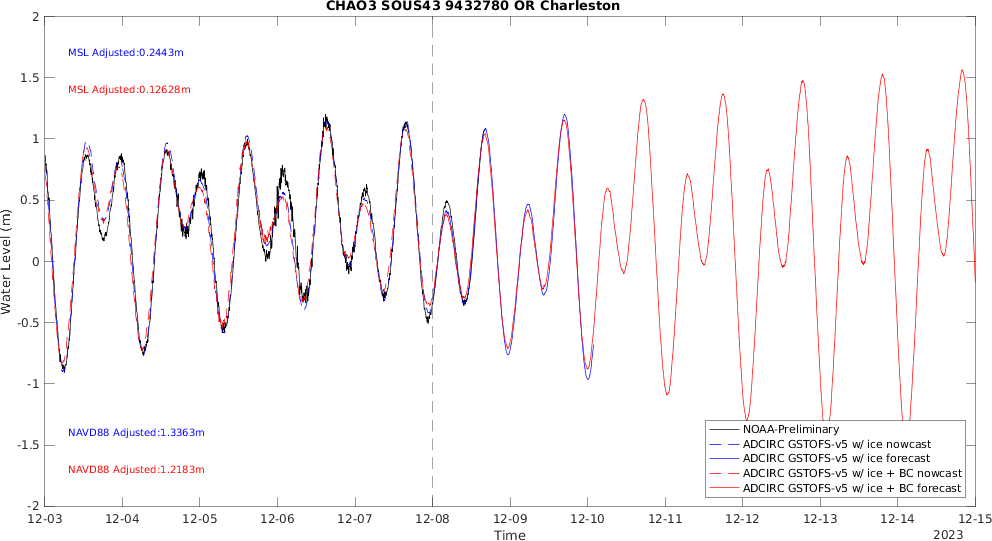 CHAO3 SOUS43 9432780 OR Charleston
2
1.5
1
0.5
0
-0.5
-1
-1.5
-2
Water Level (m)
MSL Adjusted:0.2443m
MSL Adjusted:0.12628m
NAVD88 Adjusted:1.3363m
NAVD88 Adjusted:1.2183m
NOAA-Preliminary
ADCIRC GSTOFS-v5 w/ ice nowcast
ADCIRC GSTOFS-v5 w/ ice forecast
ADCIRC GSTOFS-v5 w/ ice + BC nowcast
ADCIRC GSTOFS-v5 w/ ice + BC forecast
12-03 12-04 12-05 12-06 12-07 12-08 12-09 12-10 12-11 12-12 12-13 12-14 12-15
Time
2023